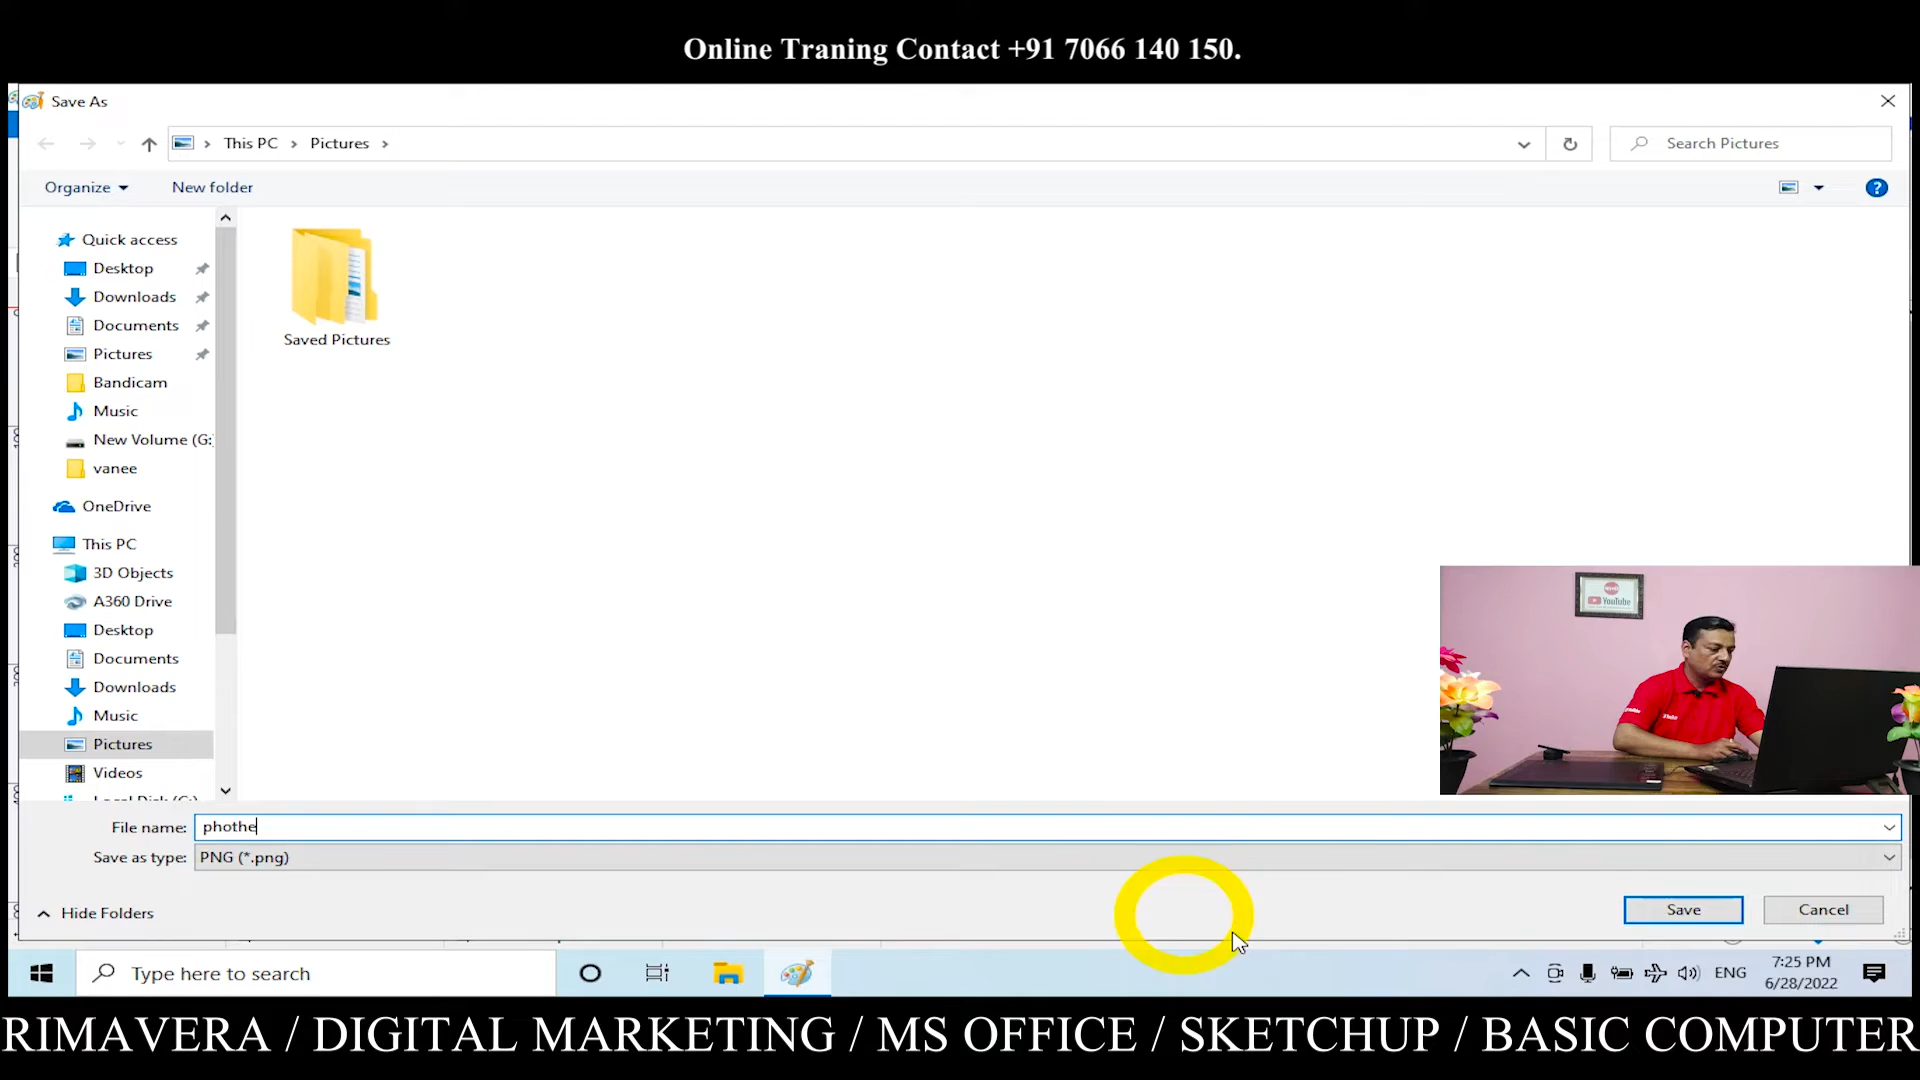 Online Traning Contact +91 7066 140 150.
Save As
This PC
Pictures
Search Pictures
Organize
New folder
Quick access
Desktop
Downloads
Documents
Pictures
Bandicam
Music
New Volume (G:
vanee
OneDrive
This PC
3D Objects
A360 Drive
Desktop
Documents
Downloads
Music
Pictures
Videos
Saved Pictures
YouTube
File name: phothe
Save as type: PNG (*.png)
Hide Folders
Save
Cancel
Type here to search
ENG
7:25 PM
6/28/2022
RIMAVERA / DIGITAL MARKETING / MS OFFICE / SKETCHUP / BASIC COMPUTER